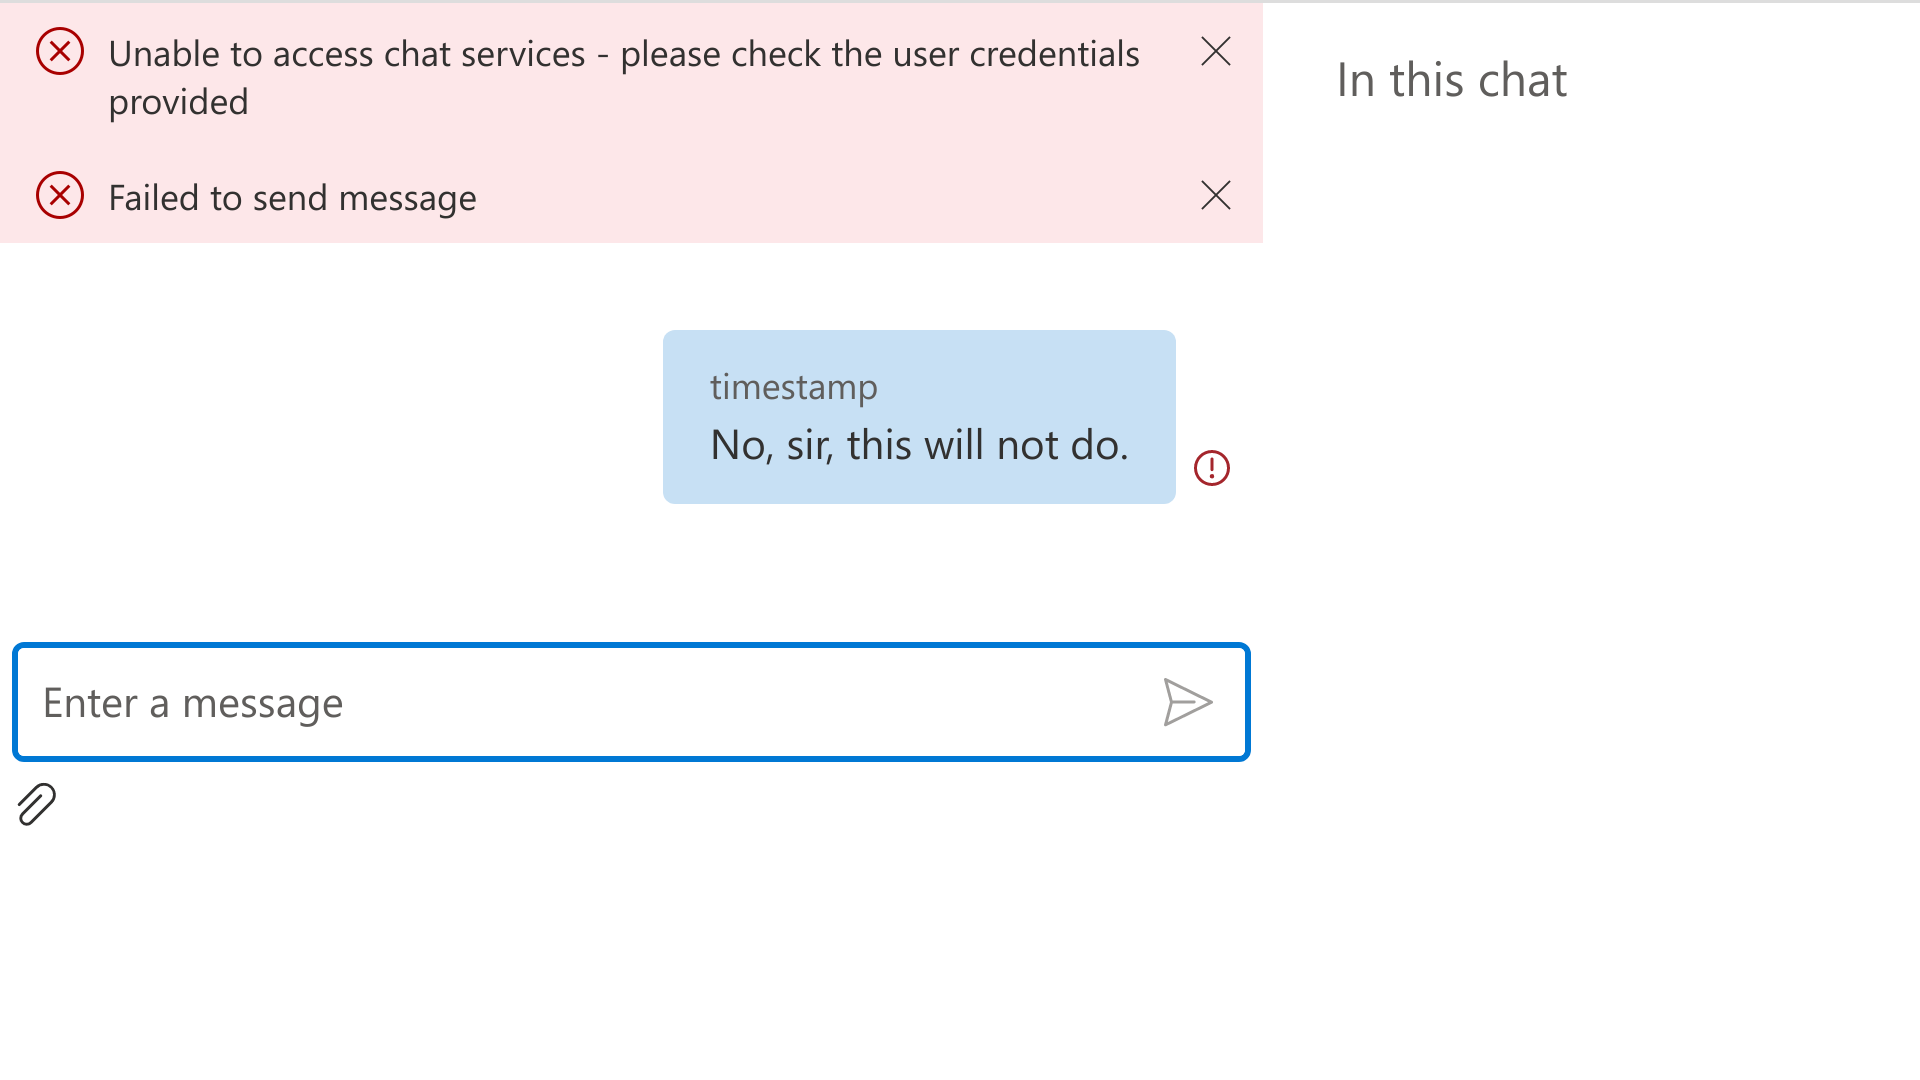 Unable to access chat services - please check the user credentials
provided
Failed to send message
In this chat
timestamp
No, sir, this will not do.
Enter a message